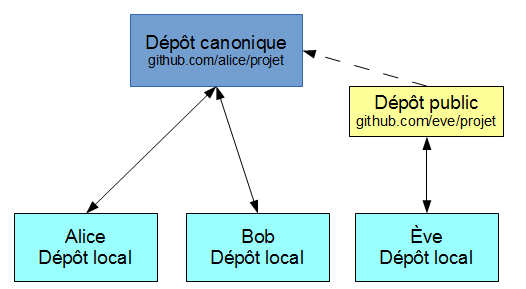 Dépôt canonique
github.com/alice/projet
Dépôt public
github.com/eve/projet
Alice
Dépôt local
Bob
Dépôt local
Ève
Dépôt local